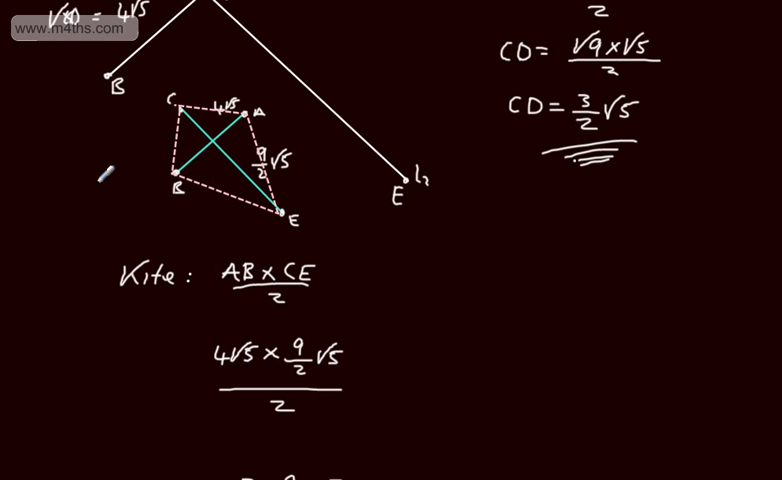 = 4√5
www.m4ths.com
2
B
CD = √9 × √5
2
CD = 3/2 √5
C 4√5 A
9/2 √5
B
E
E l₂
Kite: AB × CE
2
4√5 × 9/2 √5
2